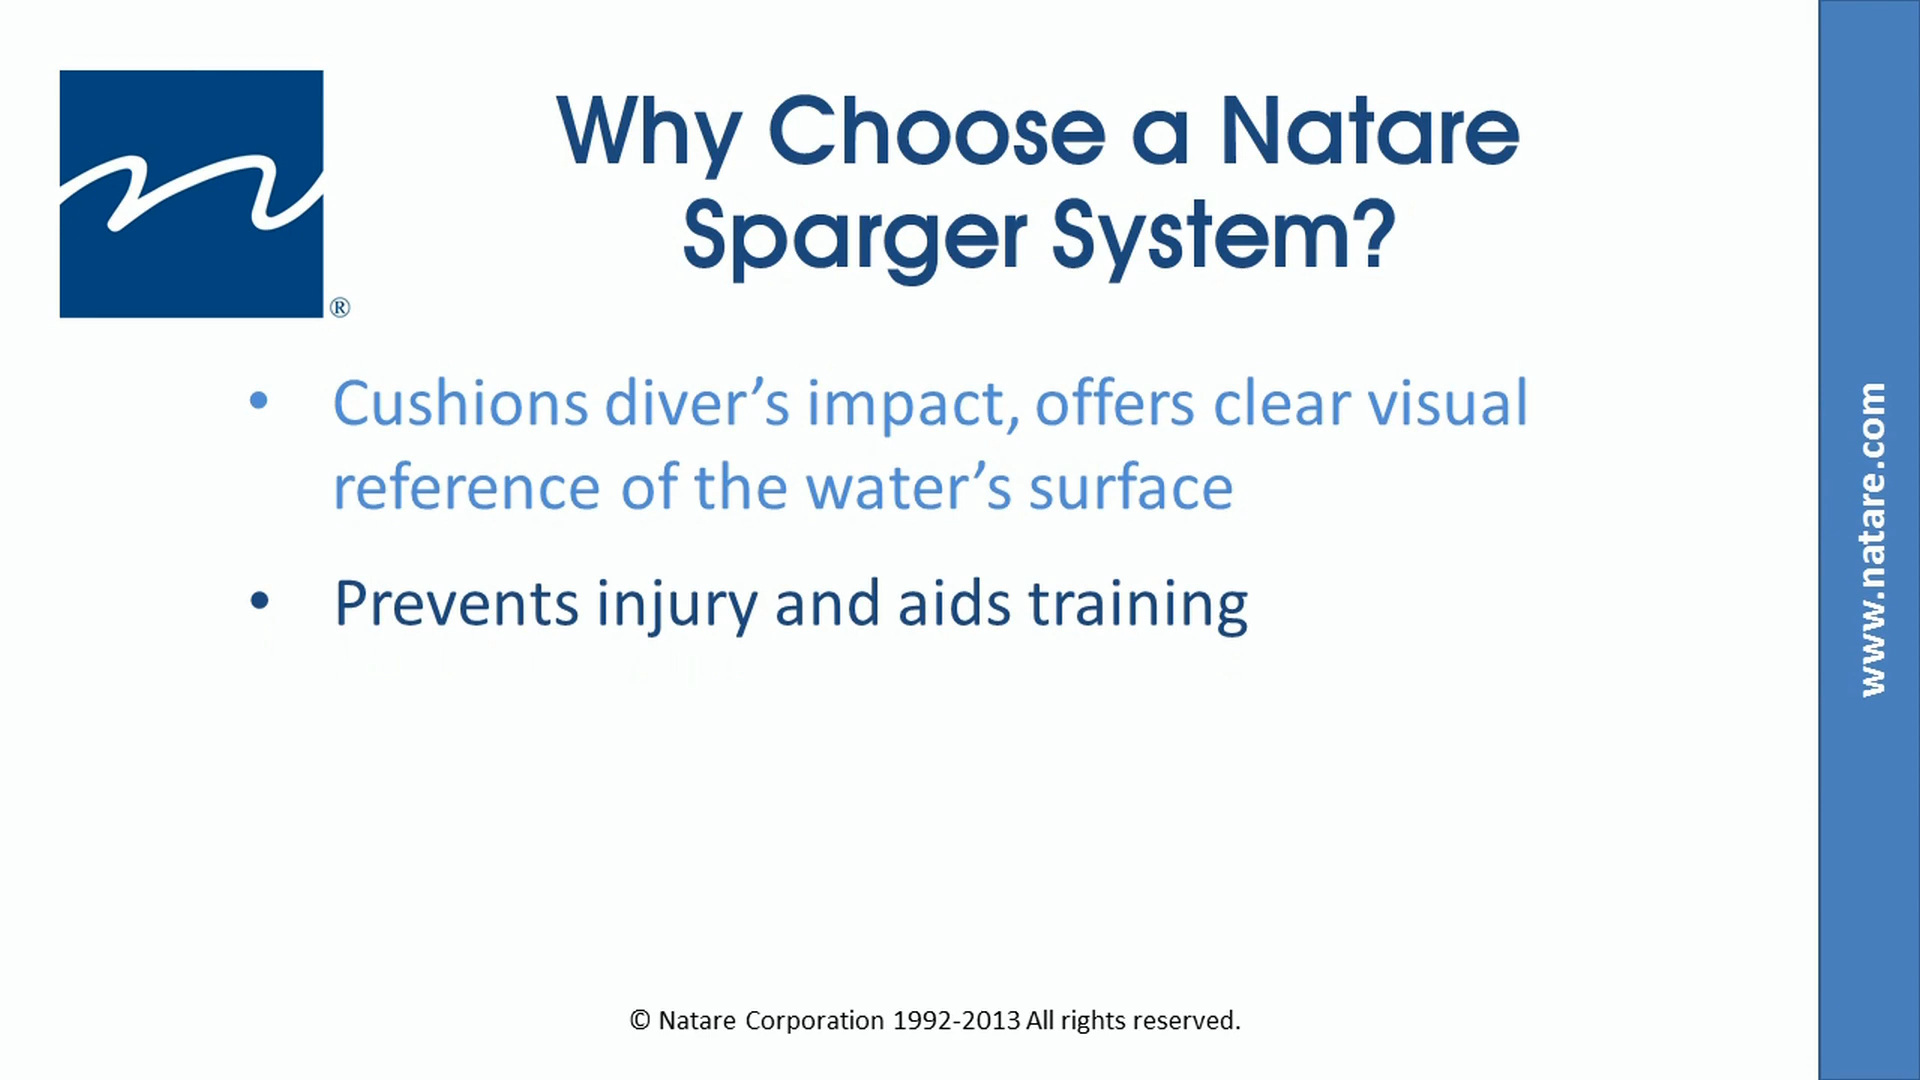 Why Choose a Natare
Sparger System?
®
• Cushions diver’s impact, offers clear visual
reference of the water’s surface
• Prevents injury and aids training
www.natare.com
© Natare Corporation 1992-2013 All rights reserved.